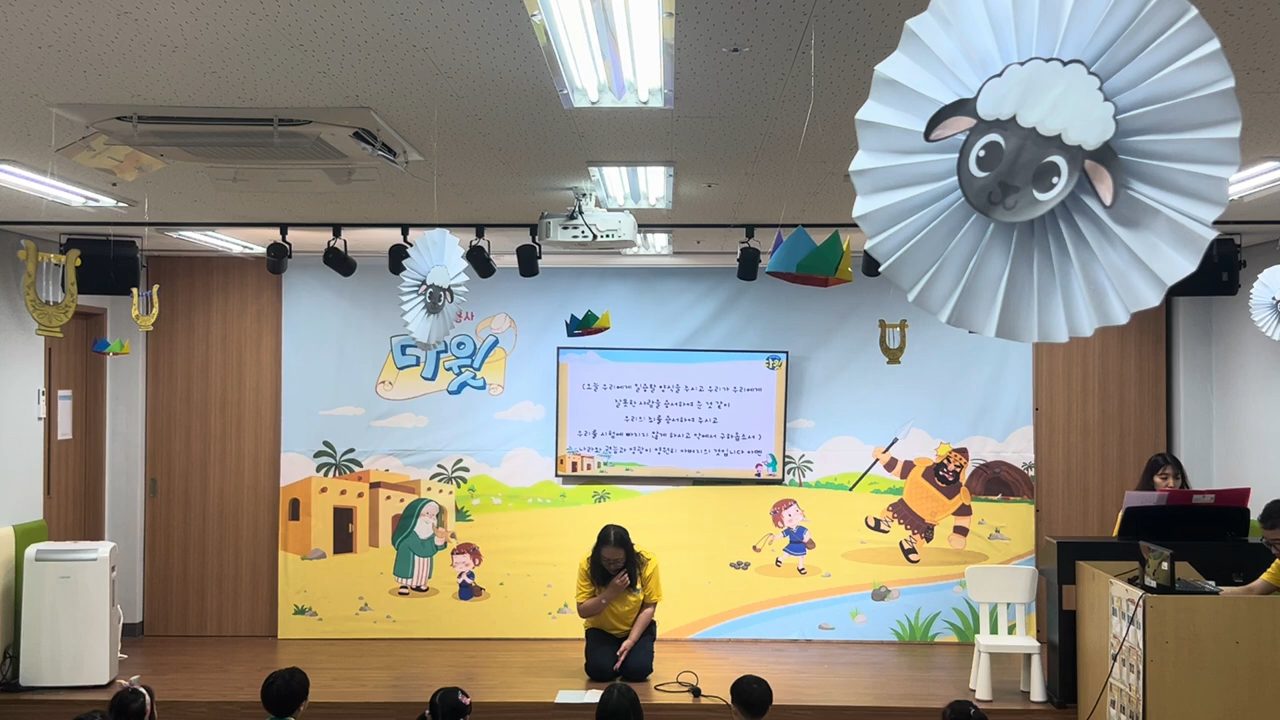 다윗
(오늘 우리에게 일용할 양식을 주시고 우리가 우리에게
잘못한 사람을 용서하여 준 것 같이
우리의 죄를 용서하여 주시고
우리를 시험에 빠지지 않게 하시고 악에서 구하옵소서)
나라와 권능과 영광이 영원히 아버지의 것입니다 아멘